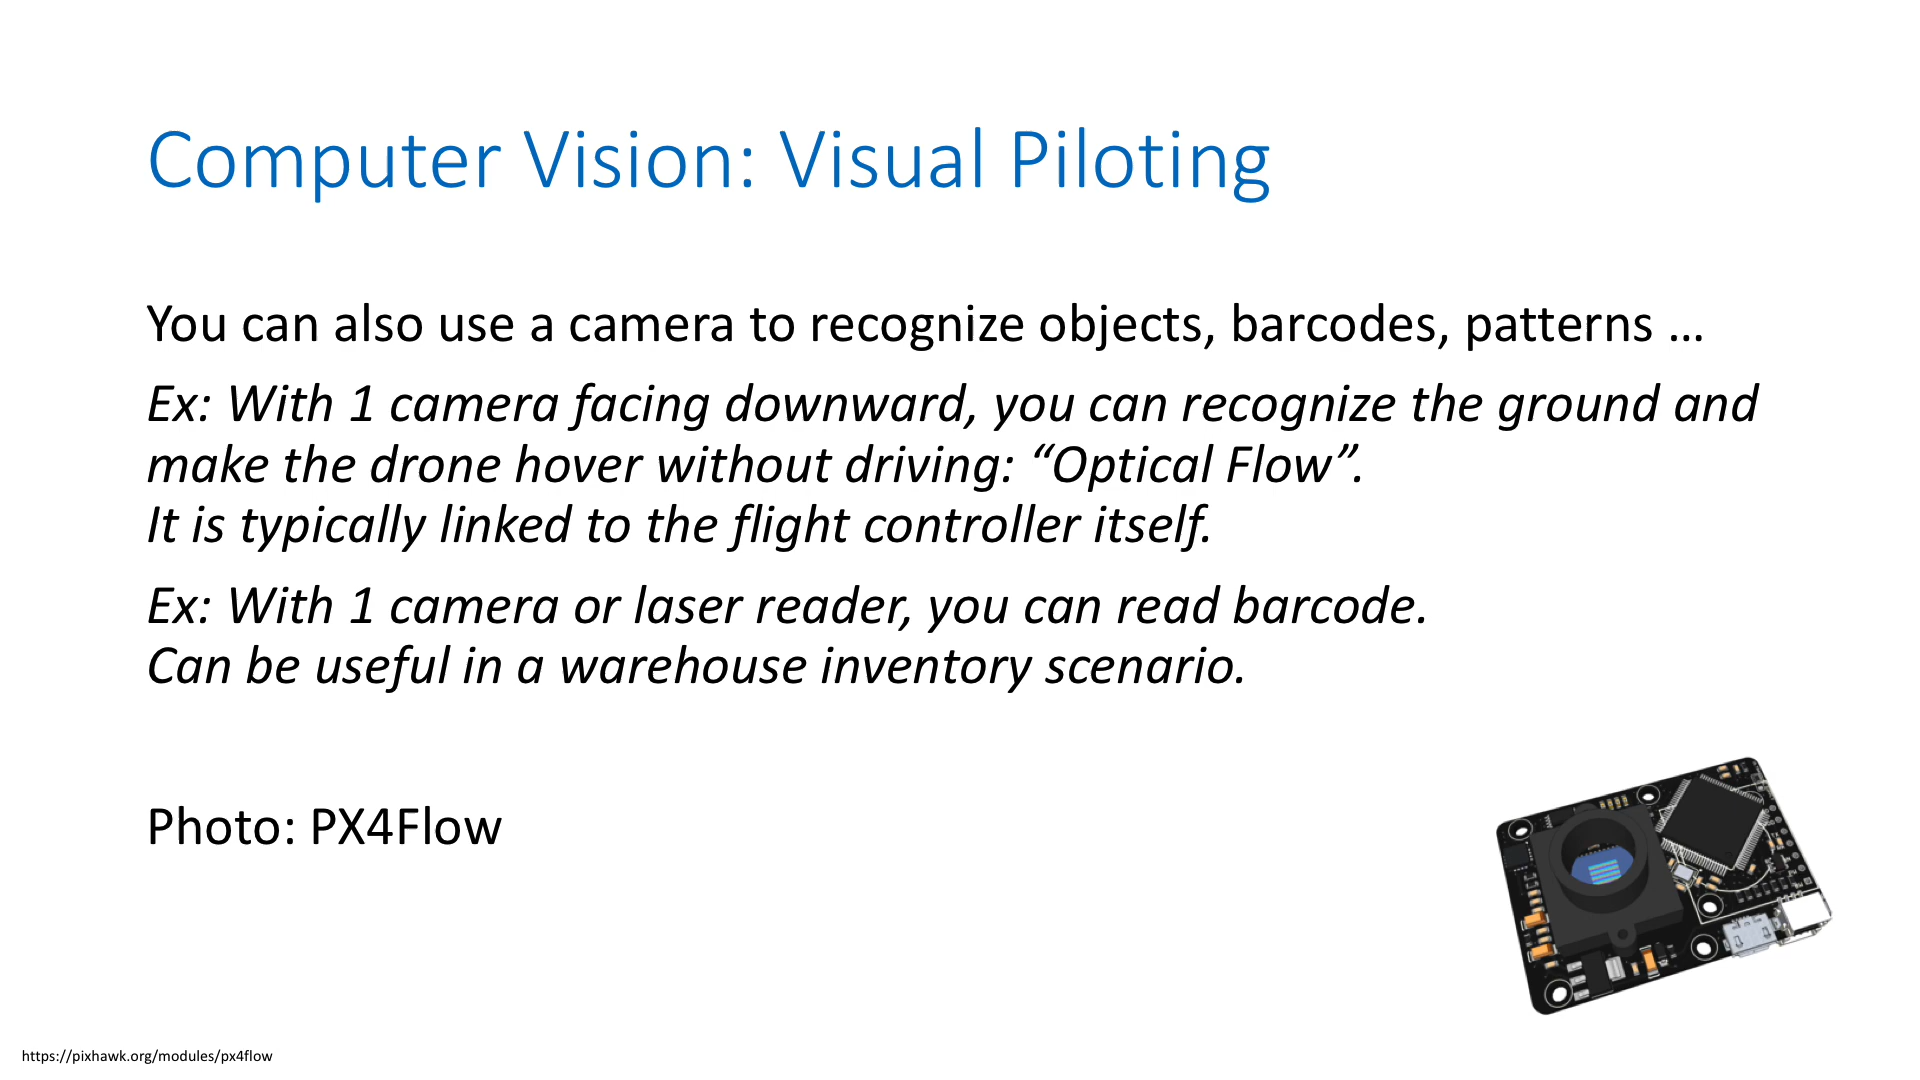 Computer Vision: Visual Piloting
You can also use a camera to recognize objects, barcodes, patterns …
Ex: With 1 camera facing downward, you can recognize the ground and
make the drone hover without driving: “Optical Flow”.
It is typically linked to the flight controller itself.
Ex: With 1 camera or laser reader, you can read barcode.
Can be useful in a warehouse inventory scenario.
Photo: PX4Flow
https://pixhawk.org/modules/px4flow